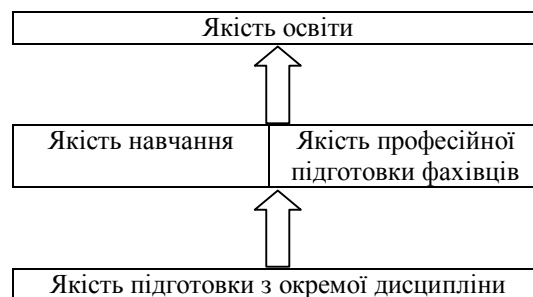 Якість освіти
Якість навчання
Якість професійної
підготовки фахівців
Якість підготовки з окремої дисципліни